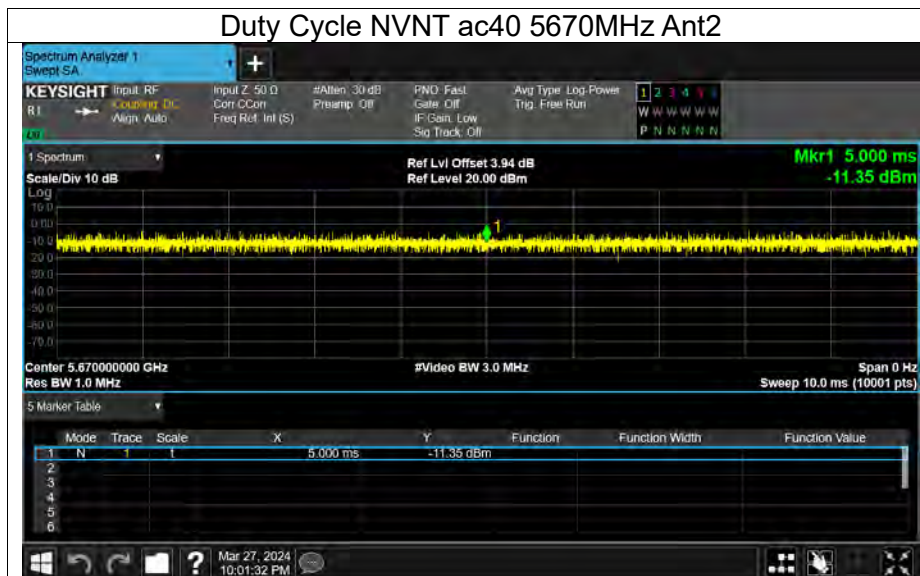 Duty Cycle NVNT ac40 5670MHz Ant2
Spectrum Analyzer 1
Swept SA
+
KEYSIGHT Input: RF Input Z: 50 Ω #Atten: 30 dB PNO: Fast Avg Type: Log-Power 1 2 3 4 5 6
Coupling: DC Corr CCorr Preamp: Off Gate: Off Trig: Free Run W W W W W W
Align: Auto Freq Ref: Int (S) IF Gain: Low
Sig Track: Off P N N N N N
1 Spectrum Ref Lvl Offset 3.94 dB Mkr1 5.000 ms
Scale/Div 10 dB Ref Level 20.00 dBm -11.35 dBm
Log
10.0
0.00
-10.0
-20.0
-30.0
-40.0
-50.0
-60.0
-70.0
1
Center 5.670000000 GHz #Video BW 3.0 MHz Span 0 Hz
Res BW 1.0 MHz Sweep 10.0 ms (10001 pts)
5 Marker Table
Mode Trace Scale X Y Function Function Width Function Value
1 N 1 t 5.000 ms -11.35 dBm
2
3
4
5
6
? Mar 27, 2024
10:01:32 PM